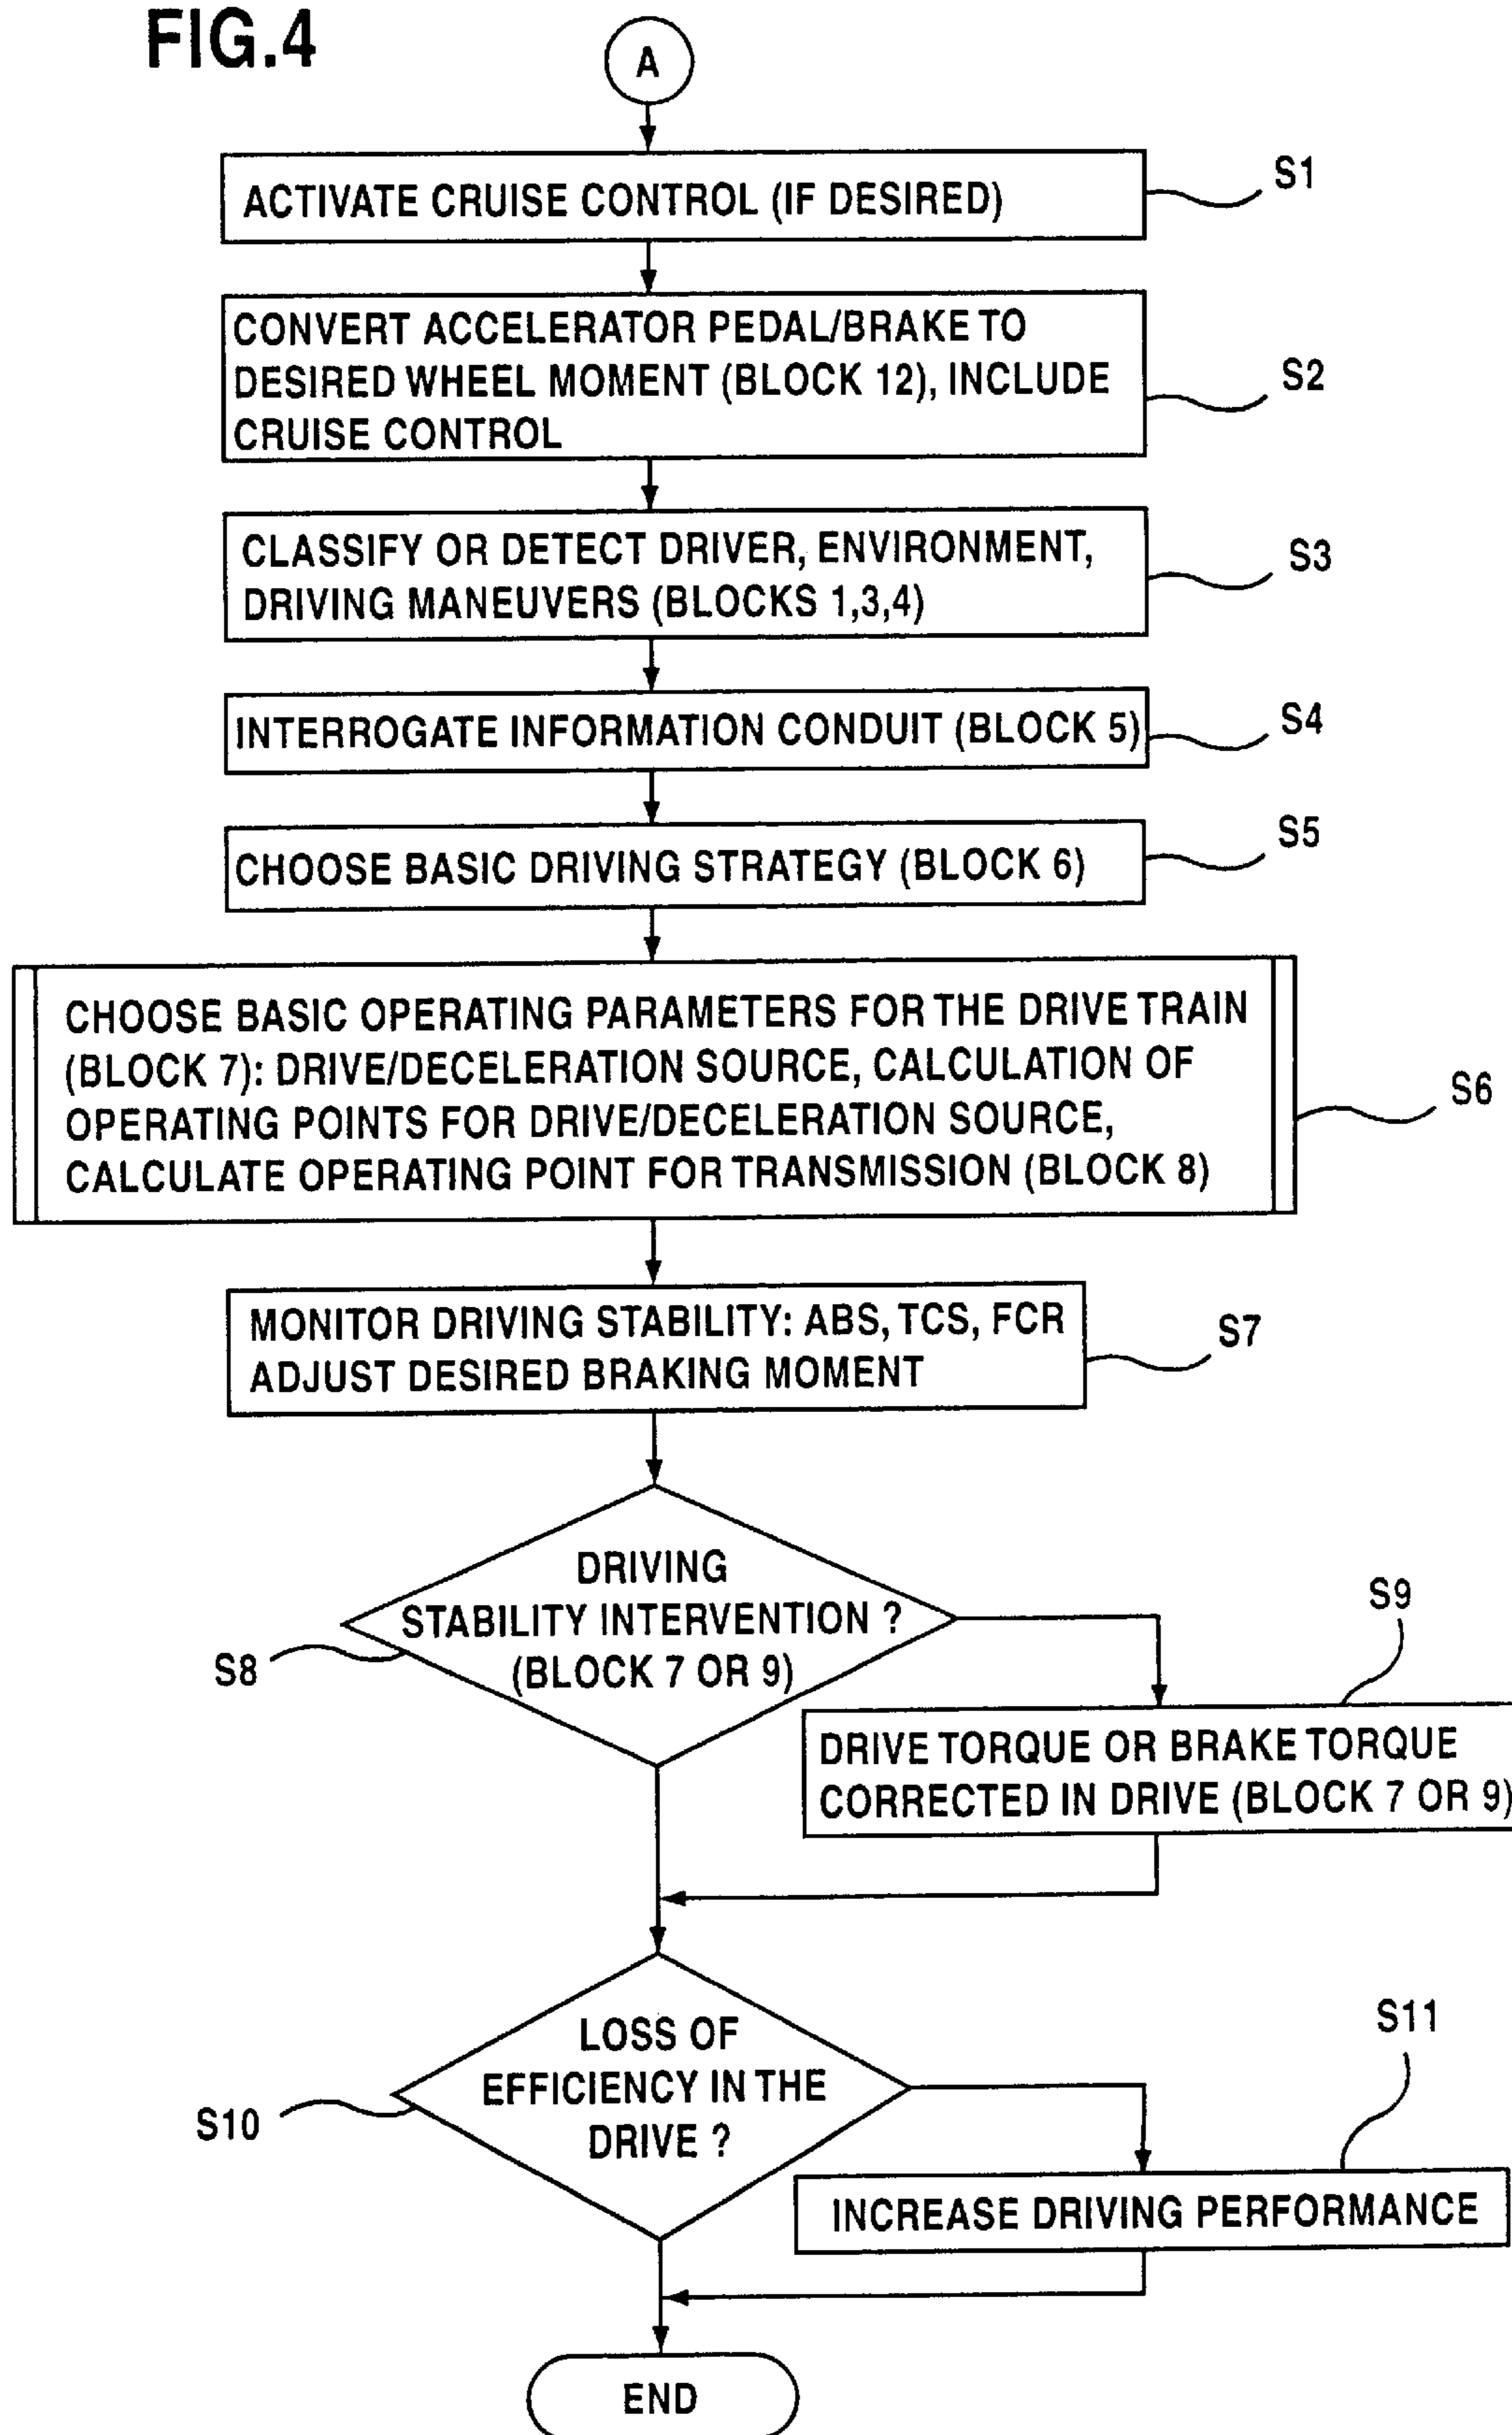 FIG.4
A
ACTIVATE CRUISE CONTROL (IF DESIRED)
S1
CONVERT ACCELERATOR PEDAL/BRAKE TO
DESIRED WHEEL MOMENT (BLOCK 12), INCLUDE
CRUISE CONTROL
S2
CLASSIFY OR DETECT DRIVER, ENVIRONMENT,
DRIVING MANEUVERS (BLOCKS 1,3,4)
S3
INTERROGATE INFORMATION CONDUIT (BLOCK 5)
S4
CHOOSE BASIC DRIVING STRATEGY (BLOCK 6)
S5
CHOOSE BASIC OPERATING PARAMETERS FOR THE DRIVE TRAIN
(BLOCK 7): DRIVE/DECELERATION SOURCE, CALCULATION OF
OPERATING POINTS FOR DRIVE/DECELERATION SOURCE,
CALCULATE OPERATING POINT FOR TRANSMISSION (BLOCK 8)
S6
MONITOR DRIVING STABILITY: ABS, TCS, FCR
ADJUST DESIRED BRAKING MOMENT
S7
DRIVING
STABILITY INTERVENTION ?
(BLOCK 7 OR 9)
S8
S9
DRIVE TORQUE OR BRAKE TORQUE
CORRECTED IN DRIVE (BLOCK 7 OR 9)
LOSS OF
EFFICIENCY IN THE
DRIVE ?
S10
S11
INCREASE DRIVING PERFORMANCE
END